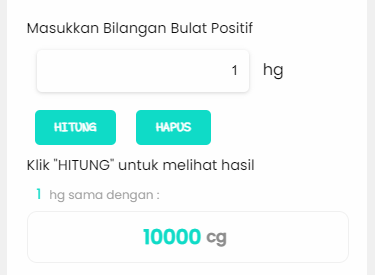 Masukkan Bilangan Bulat Positif
1 hg
HITUNG HAPUS
Klik "HITUNG" untuk melihat hasil
1 hg sama dengan :
10000 cg